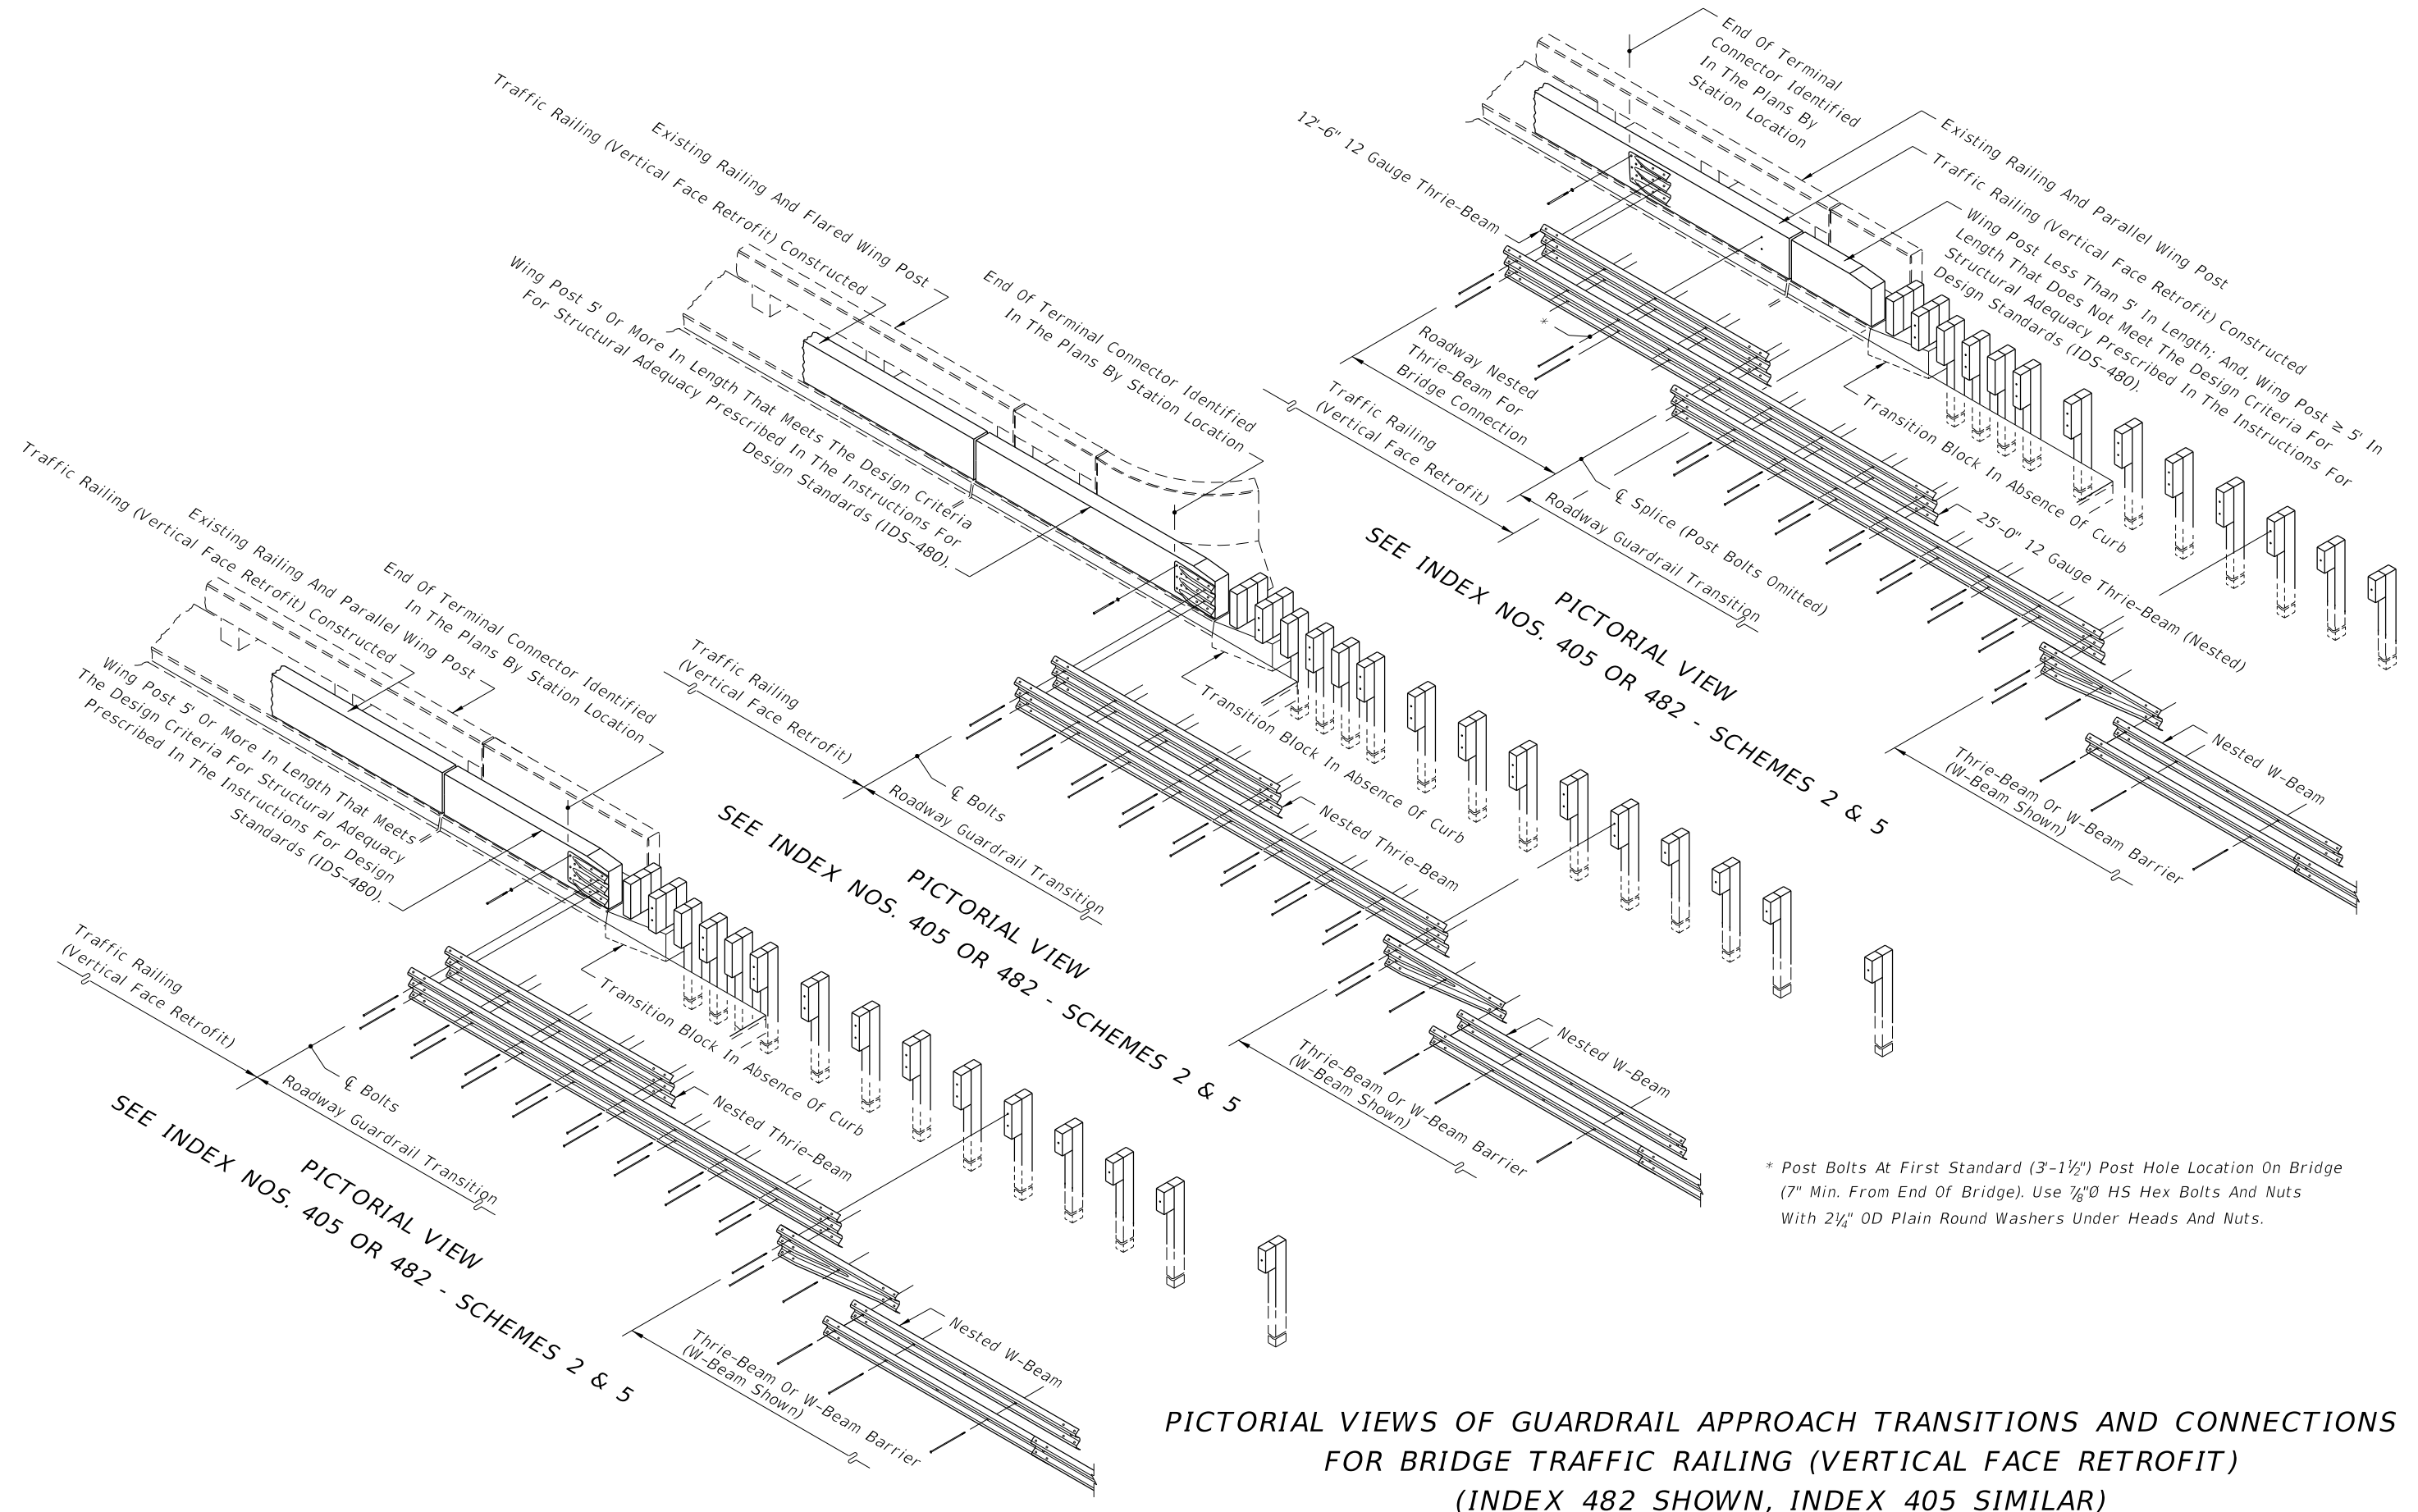 Traffic Railing (Vertical Face Retrofit) Constructed
Existing Railing And Flared Wing Post
Wing Post 5' Or More In Length That Meets The Design Criteria
For Structural Adequacy Prescribed In The Instructions For
Design Standards (IDS-480).
End Of Terminal Connector Identified
In The Plans By Station Location
Traffic Railing
(Vertical Face Retrofit)
℄ Bolts
Roadway Guardrail Transition
Transition Block In Absence Of Curb
Nested Thrie-Beam
PICTORIAL VIEW
SEE INDEX NOS. 405 OR 482 - SCHEMES 2 & 5
Nested W-Beam
Thrie-Beam Or W-Beam Barrier
(W-Beam Shown)
End Of Terminal
Connector Identified
In The Plans By
Station Location
12'-6" 12 Gauge Thrie-Beam
Existing Railing And Parallel Wing Post
Traffic Railing (Vertical Face Retrofit) Constructed
Wing Post Less Than 5' In Length; And, Wing Post ≥ 5' In
Length That Does Not Meet The Design Criteria For
Structural Adequacy Prescribed In The Instructions For
Design Standards (IDS-480).
*
Roadway Nested
Thrie-Beam For
Bridge Connection
Traffic Railing
(Vertical Face Retrofit)
℄ Splice (Post Bolts Omitted)
Roadway Guardrail Transition
Transition Block In Absence Of Curb
25'-0" 12 Gauge Thrie-Beam (Nested)
PICTORIAL VIEW
SEE INDEX NOS. 405 OR 482 - SCHEMES 2 & 5
Nested W-Beam
Thrie-Beam Or W-Beam Barrier
(W-Beam Shown)
Traffic Railing (Vertical Face Retrofit) Constructed
Existing Railing And Parallel Wing Post
End Of Terminal Connector Identified
In The Plans By Station Location
Wing Post 5' Or More In Length That Meets
The Design Criteria For Structural Adequacy
Prescribed In The Instructions For Design
Standards (IDS-480).
Traffic Railing
(Vertical Face Retrofit)
℄ Bolts
Roadway Guardrail Transition
Transition Block In Absence Of Curb
Nested Thrie-Beam
PICTORIAL VIEW
SEE INDEX NOS. 405 OR 482 - SCHEMES 2 & 5
Nested W-Beam
Thrie-Beam Or W-Beam Barrier
(W-Beam Shown)
* Post Bolts At First Standard (3'-1½") Post Hole Location On Bridge
(7" Min. From End Of Bridge). Use ⅞"Ø HS Hex Bolts And Nuts
With 2¼" OD Plain Round Washers Under Heads And Nuts.
PICTORIAL VIEWS OF GUARDRAIL APPROACH TRANSITIONS AND CONNECTIONS
FOR BRIDGE TRAFFIC RAILING (VERTICAL FACE RETROFIT)
(INDEX 482 SHOWN, INDEX 405 SIMILAR)